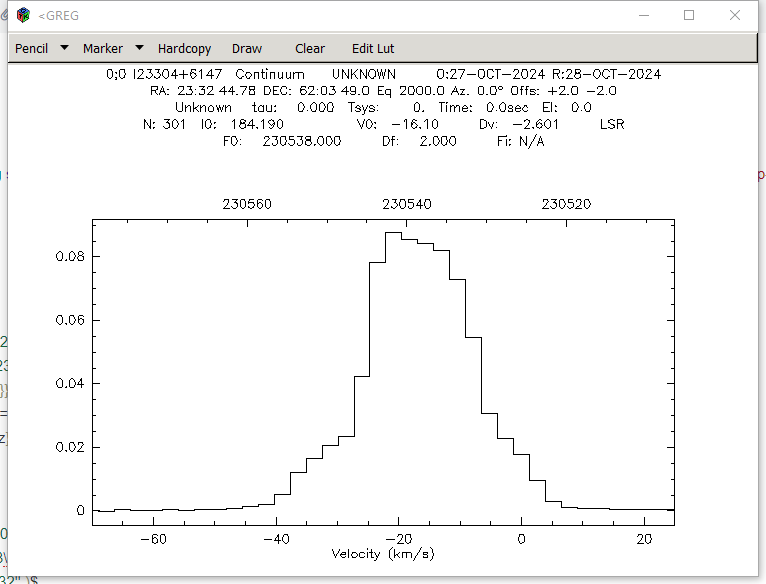 <GREG
Pencil Marker Hardcopy Draw Clear Edit Lut
0;0 I23304+6147 Continuum UNKNOWN O:27-OCT-2024 R:28-OCT-2024
RA: 23:32 44.78 DEC: 62:03 49.0 Eq 2000.0 Az. 0.0° Offs: +2.0 -2.0
Unknown tau: 0.000 Tsys: 0. Time: 0.0sec El: 0.0
N: 301 I0: 184.190 V0: -16.10 Dv: -2.601 LSR
F0: 230538.000 Df: 2.000 Fi: N/A
230560 230540 230520
0.08
0.06
0.04
0.02
0
-60 -40 -20 0 20
Velocity (km/s)